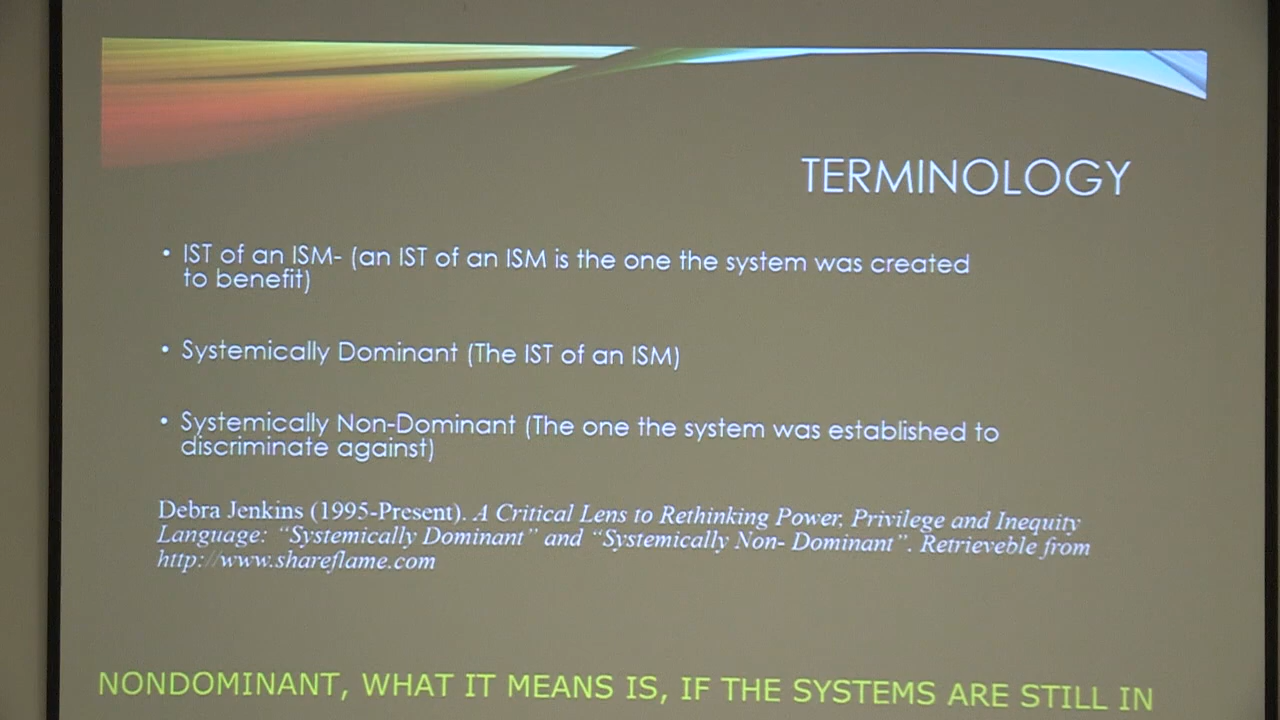 TERMINOLOGY
• IST of an ISM- (an IST of an ISM is the one the system was created
to benefit)
• Systemically Dominant (The IST of an ISM)
• Systemically Non-Dominant (The one the system was established to
discriminate against)
Debra Jenkins (1995-Present). A Critical Lens to Rethinking Power, Privilege and Inequity
Language: “Systemically Dominant” and “Systemically Non- Dominant”. Retrieveble from
http://www.shareflame.com
NONDOMINANT, WHAT IT MEANS IS, IF THE SYSTEMS ARE STILL IN